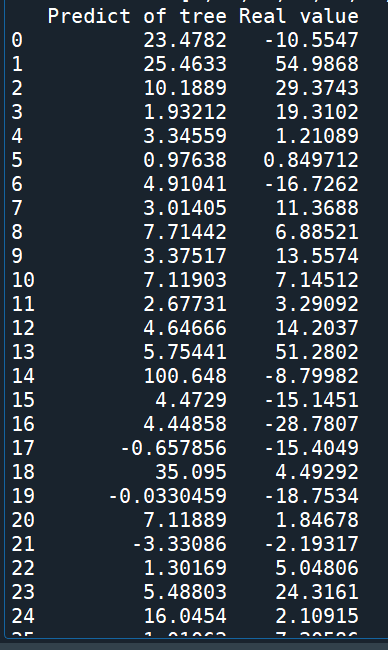 Predict of tree Real value
0 23.4782 -10.5547
1 25.4633 54.9868
2 10.1889 29.3743
3 1.93212 19.3102
4 3.34559 1.21089
5 0.97638 0.849712
6 4.91041 -16.7262
7 3.01405 11.3688
8 7.71442 6.88521
9 3.37517 13.5574
10 7.11903 7.14512
11 2.67731 3.29092
12 4.64666 14.2037
13 5.75441 51.2802
14 100.648 -8.79982
15 4.4729 -15.1451
16 4.44858 -28.7807
17 -0.657856 -15.4049
18 35.095 4.49292
19 -0.0330459 -18.7534
20 7.11889 1.84678
21 -3.33086 -2.19317
22 1.30169 5.04806
23 5.48803 24.3161
24 16.0454 2.10915